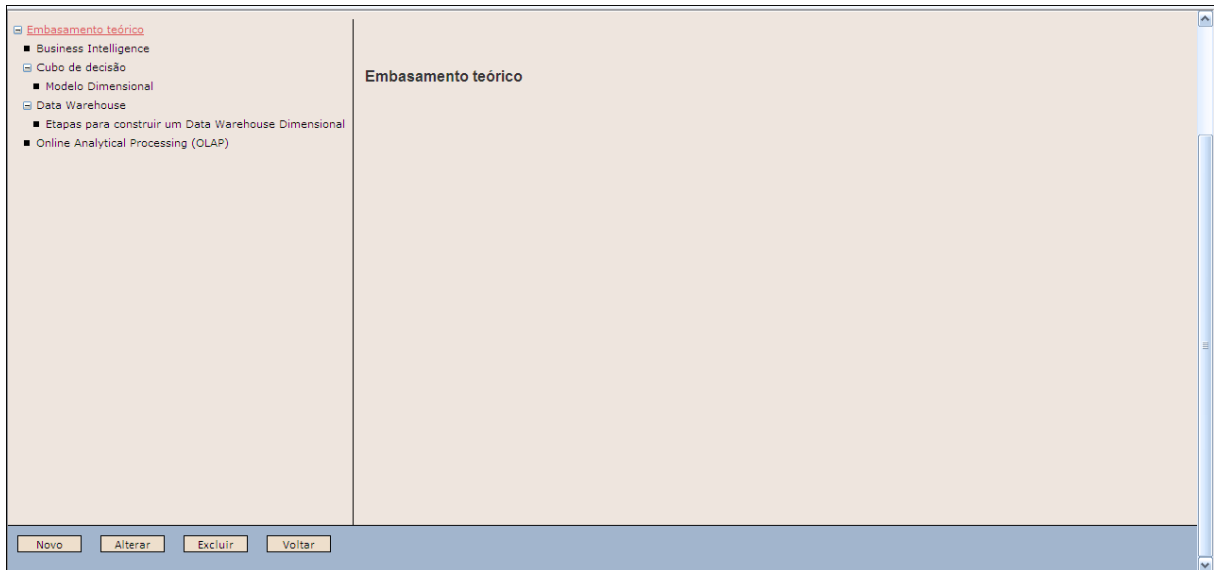 Embasamento teórico
Business Intelligence
Cubo de decisão
Modelo Dimensional
Data Warehouse
Etapas para construir um Data Warehouse Dimensional
Online Analytical Processing (OLAP)
Embasamento teórico
Novo Alterar Excluir Voltar